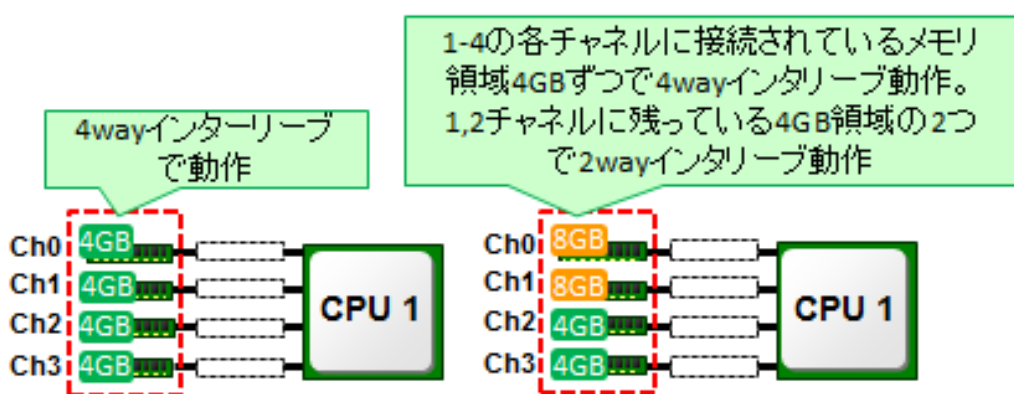 1-4の各チャネルに接続されているメモリ
領域4GBずつで4wayインタリーブ動作。
1,2チャネルに残っている4GB領域の2つ
で2wayインタリーブ動作
4wayインターリーブ
で動作
Ch0 4GB
Ch1 4GB
Ch2 4GB
Ch3 4GB
CPU 1
Ch0 8GB
Ch1 8GB
Ch2 4GB
Ch3 4GB
CPU 1